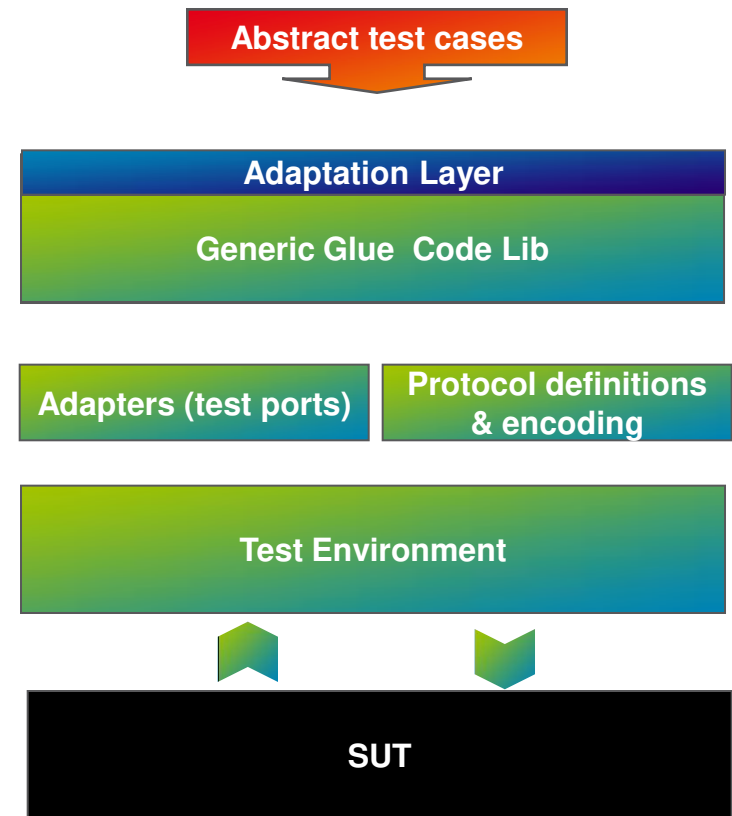 Abstract test cases
Adaptation Layer
Generic Glue Code Lib
Adapters (test ports)
Protocol definitions
& encoding
Test Environment
SUT